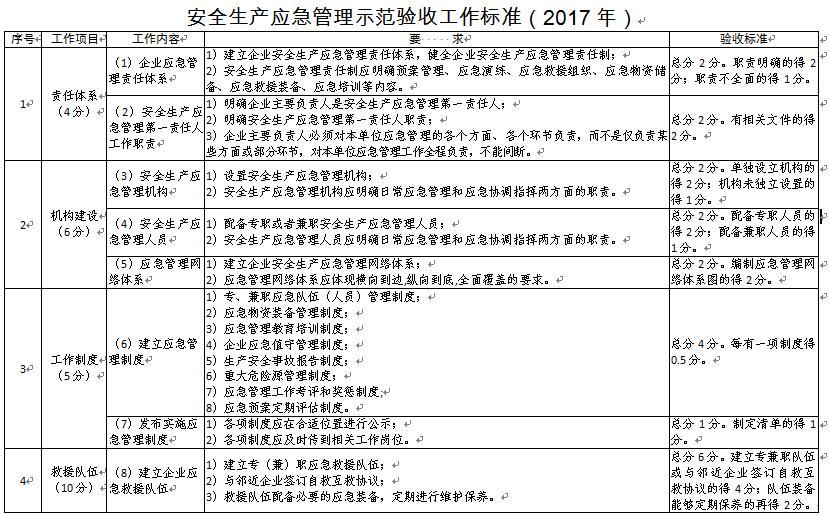 安全生产应急管理示范验收工作标准（2017 年）
序号 工作项目 工作内容 要 求 验收标准
1
责任体系
（4分）
（1）企业应急管
理责任体系
1）建立企业安全生产应急管理责任体系，健全企业安全生产应急管理责任制；
2）安全生产应急管理责任制应明确预案管理、应急演练、应急救援组织、应急物资储
备、应急救援装备、应急培训等内容。
总分 2 分。职责明确的得 2
分；职责不全面的得 1 分。
（2）安全生产应
急管理第一责任人
工作职责
1）明确企业主要负责人是安全生产应急管理第一责任人；
2）明确安全生产应急管理第一责任人职责；
3）企业主要负责人必须对本单位应急管理的各个方面、各个环节负责，而不是仅负责某
些方面或部分环节，对本单位应急管理工作全程负责，不能间断。
总分 2 分。有相关文件的得
2分。
2
机构建设
（6分）
（3）安全生产应
急管理机构
1）设置安全生产应急管理机构；
2）安全生产应急管理机构应明确日常应急管理和应急协调指挥两方面的职责。
总分 2 分。单独设立机构的
得 2 分；机构未独立设置的
得 1 分。
（4）安全生产应
急管理人员
1）配备专职或者兼职安全生产应急管理人员；
2）安全生产应急管理人员应明确日常应急管理和应急协调指挥两方面的职责。
总分 2 分。配备专职人员的
得 2 分；配备兼职人员的得
1分。
（5）应急管理网
络体系
1）建立企业安全生产应急管理网络体系；
2）应急管理网络体系应体现横向到边,纵向到底,全面覆盖的要求。
总分 2 分。编制应急管理网
络体系图的得 2 分。
3
工作制度
（5分）
（6）建立应急管
理制度
1）专、兼职应急队伍（人员）管理制度；
2）应急物资装备管理制度；
3）应急管理教育培训制度；
4）企业应急值守管理制度；
5）生产安全事故报告制度；
6）重大危险源管理制度；
7）应急管理工作考评和奖惩制度;
8）应急预案定期评估制度。
总分 4 分。每有一项制度得
0.5分。
（7）发布实施应
急管理制度
1）各项制度应在合适位置进行公示；
2）各项制度应及时传到相关工作岗位。
总分 1 分。制定清单的得 1
分。
4
救援队伍
（10分）
（8）建立企业应
急救援队伍
1）建立专（兼）职应急救援队伍；
2）与邻近企业签订自救互救协议；
3）救援队伍配备必要的应急装备，定期进行维护保养。
总分 6 分。建立专兼职队伍
或与邻近企业签订自救互
救协议的得 4 分；队伍装备
能够定期保养的再得 2 分。